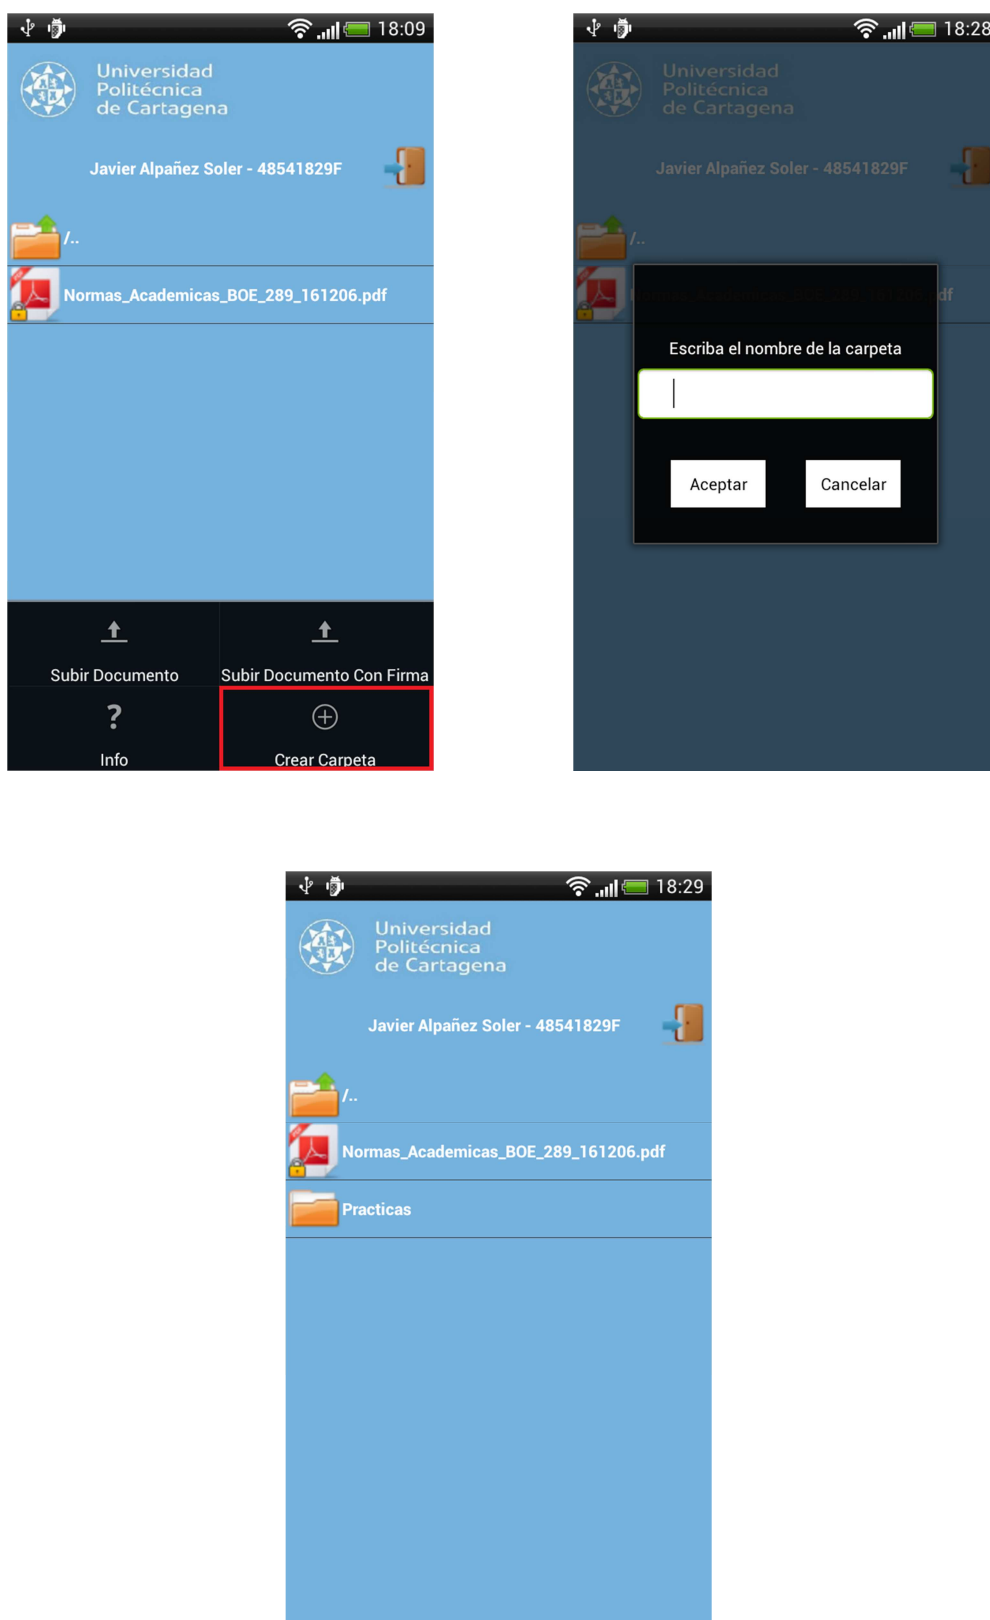 18:09
Universidad
Politécnica
de Cartagena
Javier Alpañez Soler - 48541829F
/..
Normas_Academicas_BOE_289_161206.pdf
Subir Documento
Subir Documento Con Firma
?
Info
Crear Carpeta
18:28
Universidad
Politécnica
de Cartagena
Javier Alpañez Soler - 48541829F
/..
Normas_Academicas_BOE_289_161206.pdf
Escriba el nombre de la carpeta
Aceptar
Cancelar
18:29
Universidad
Politécnica
de Cartagena
Javier Alpañez Soler - 48541829F
/..
Normas_Academicas_BOE_289_161206.pdf
Practicas